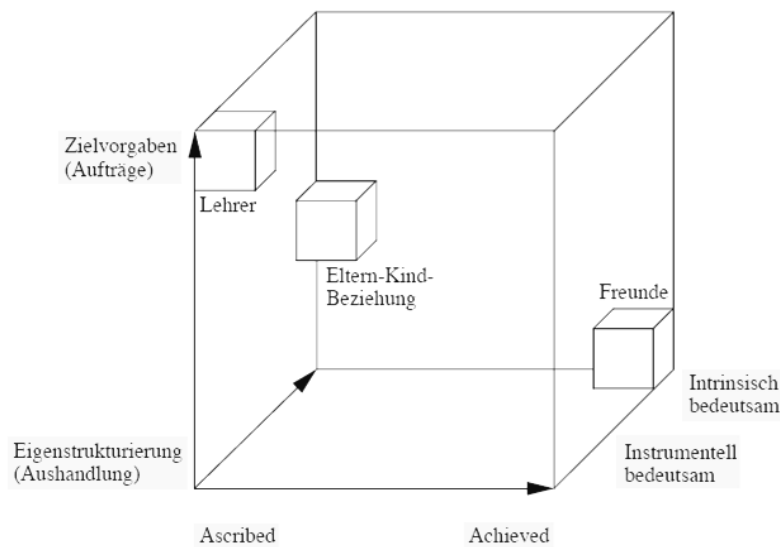 Zielvorgaben
(Aufträge)
Lehrer
Eltern-Kind-
Beziehung
Freunde
Intrinsisch
bedeutsam
Eigenstrukturierung
(Aushandlung)
Instrumentell
bedeutsam
Ascribed
Achieved